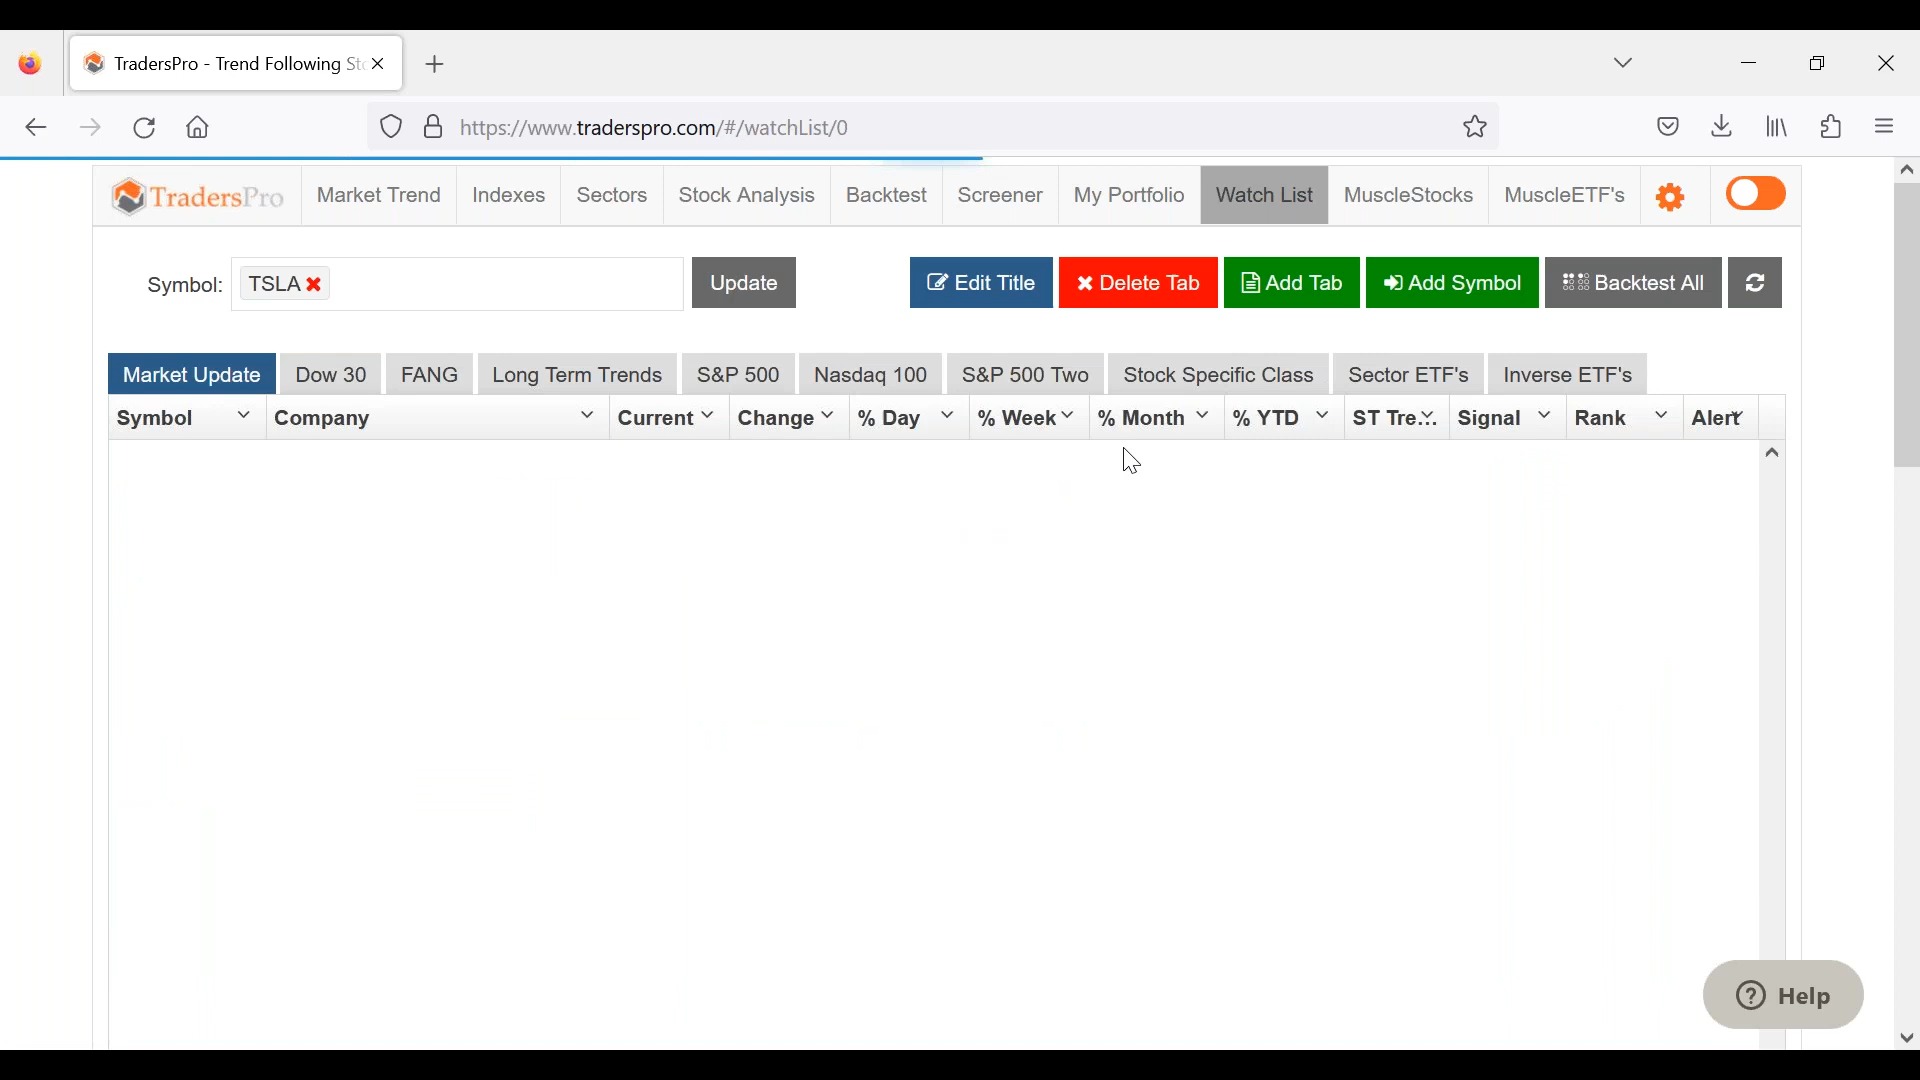 TradersPro - Trend Following Sto
https://www.traderspro.com/#/watchList/0
TradersPro Market Trend Indexes Sectors Stock Analysis Backtest Screener My Portfolio Watch List MuscleStocks MuscleETF's
Symbol: TSLA Update Edit Title Delete Tab Add Tab Add Symbol Backtest All
Market Update Dow 30 FANG Long Term Trends S&P 500 Nasdaq 100 S&P 500 Two Stock Specific Class Sector ETF's Inverse ETF's
Symbol Company Current Change % Day % Week % Month % YTD ST Tre... Signal Rank Alert
Help